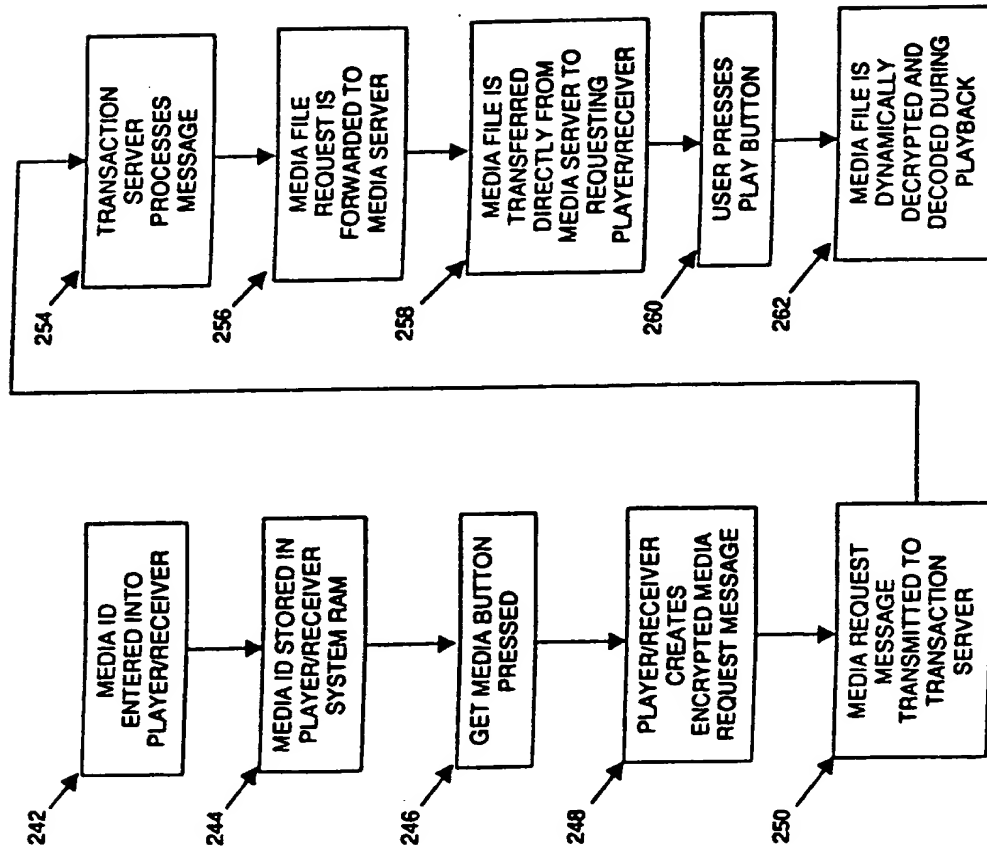 242
MEDIA ID
ENTERED INTO
PLAYER/RECEIVER
244
MEDIA ID STORED IN
PLAYER/RECEIVER
SYSTEM RAM
246
GET MEDIA BUTTON
PRESSED
248
PLAYER/RECEIVER
CREATES
ENCRYPTED MEDIA
REQUEST MESSAGE
250
MEDIA REQUEST
MESSAGE
TRANSMITTED TO
TRANSACTION
SERVER
254
TRANSACTION
SERVER
PROCESSES
MESSAGE
256
MEDIA FILE
REQUEST IS
FORWARDED TO
MEDIA SERVER
258
MEDIA FILE IS
TRANSFERRED
DIRECTLY FROM
MEDIA SERVER TO
REQUESTING
PLAYER/RECEIVER
260
USER PRESSES
PLAY BUTTON
262
MEDIA FILE IS
DYNAMICALLY
DECRYPTED AND
DECODED DURING
PLAYBACK